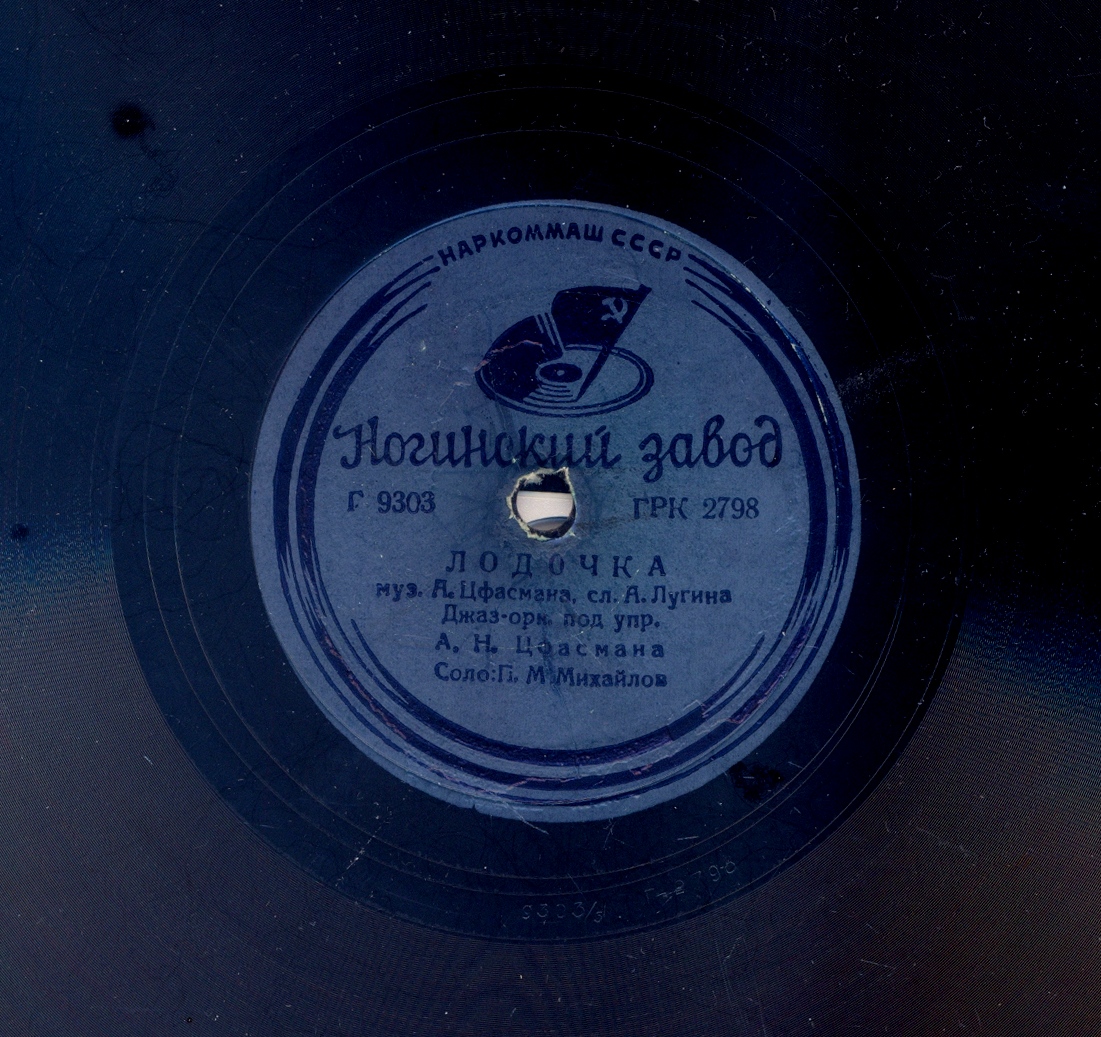 НАРКОММАШ СССР
Ногинский завод
Г 9303 ГРК 2798
ЛОДОЧКА
муз. А. Цфасмана, сл. А. Лугина
Джаз-орк. под упр.
А. Н. Цфасмана
Соло: П. М Михайлов